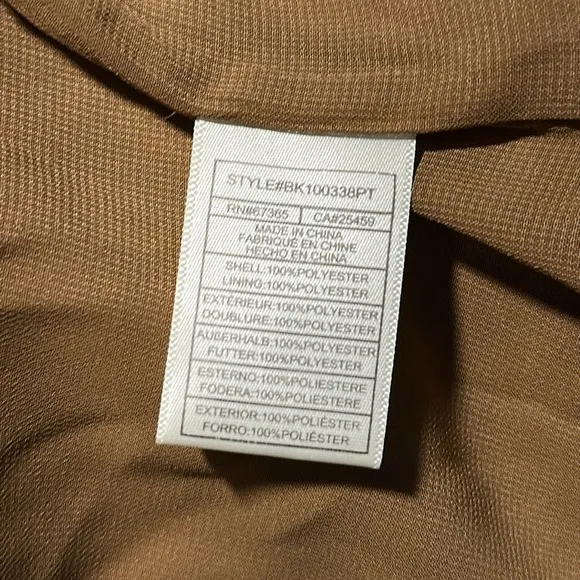 STYLE#BK100338PT
RN#67365 CA#25459
MADE IN CHINA
FABRIQUÉ EN CHINE
HECHO EN CHINA
SHELL:100%POLYESTER
LINING:100%POLYESTER
EXTÉRIEUR:100%POLYESTER
DOUBLURE:100%POLYESTER
AUßERHALB:100%POLYESTER
FUTTER:100%POLYESTER
ESTERNO:100%POLIESTERE
FODERA:100%POLIESTERE
EXTERIOR:100%POLIÉSTER
FORRO:100%POLIÉSTER